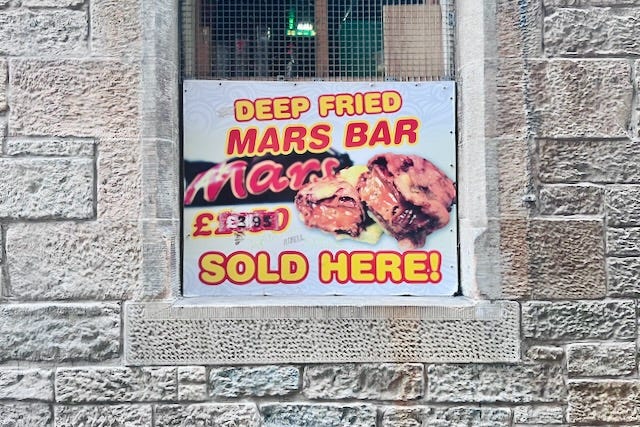 DEEP FRIED
MARS BAR
Mars
SOLD HERE!